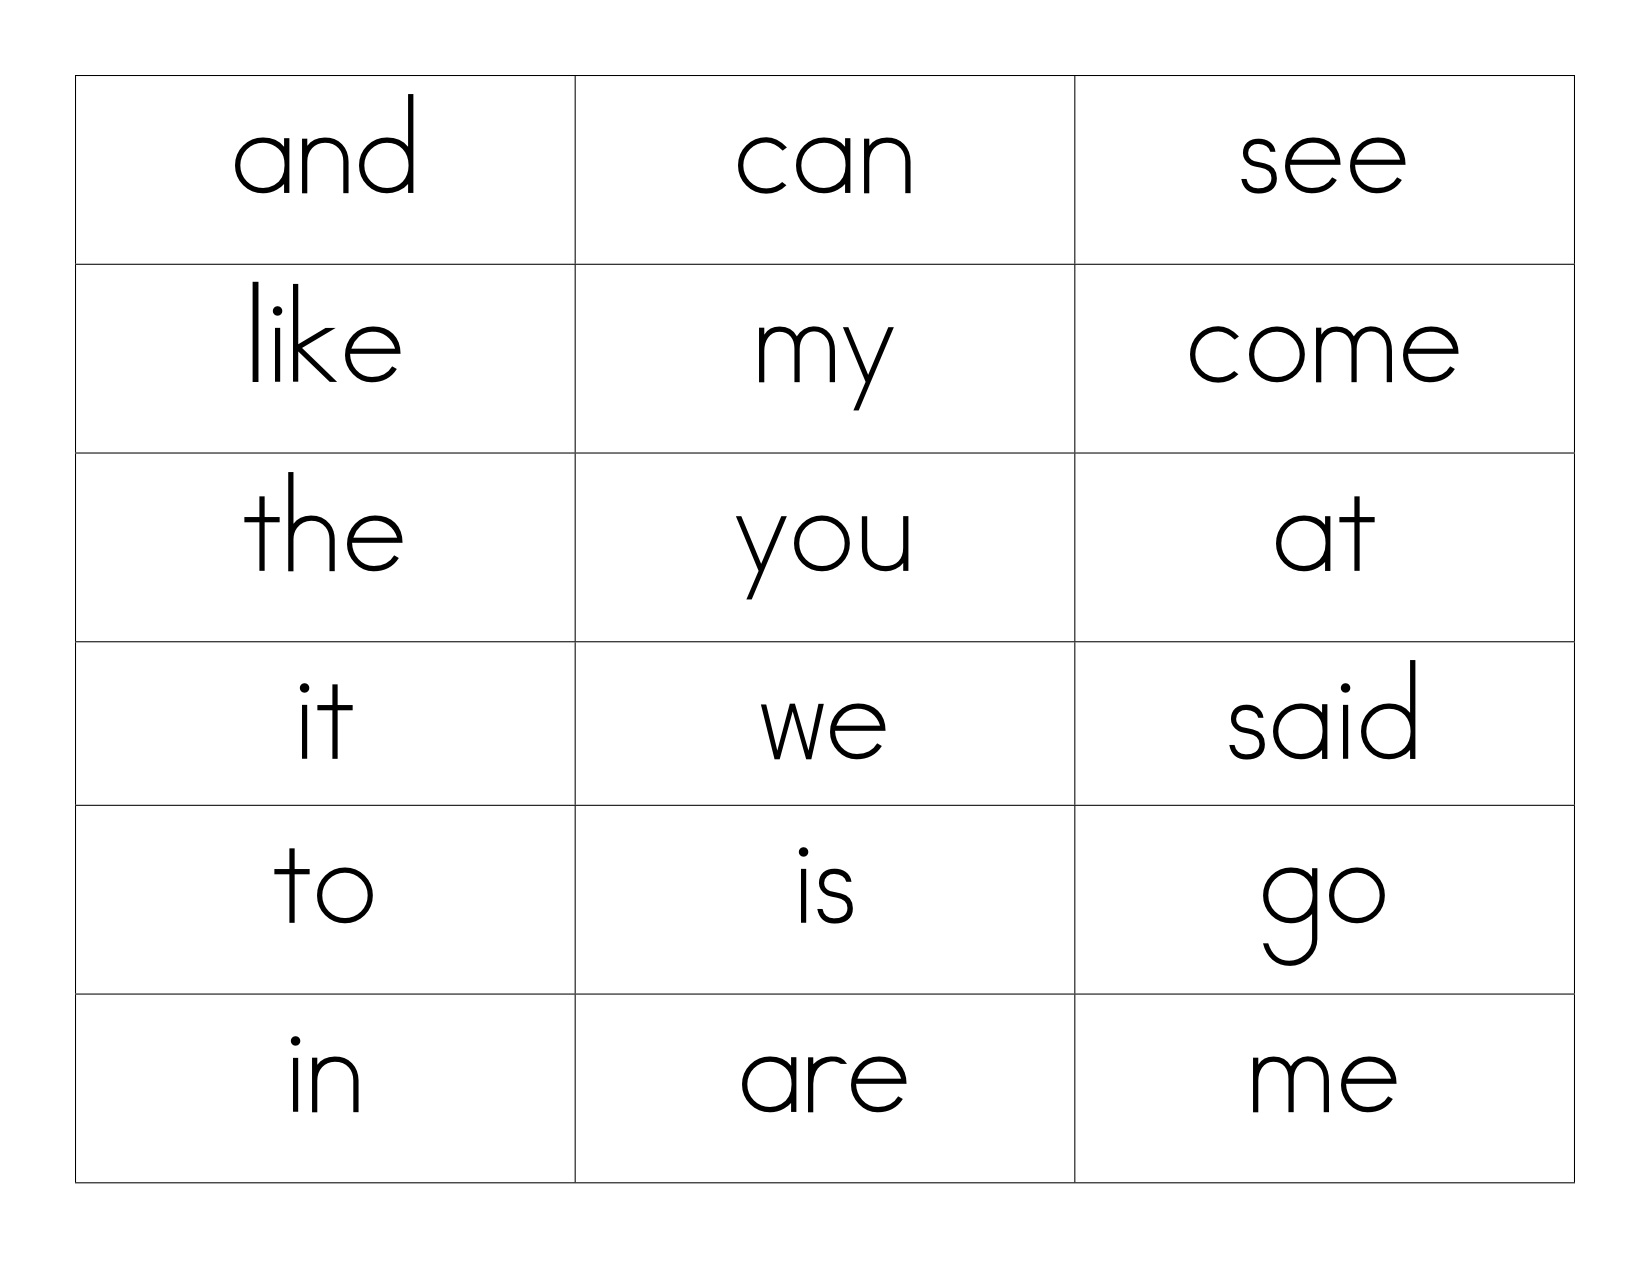 and can see
like my come
the you at
it we said
to is go
in are me